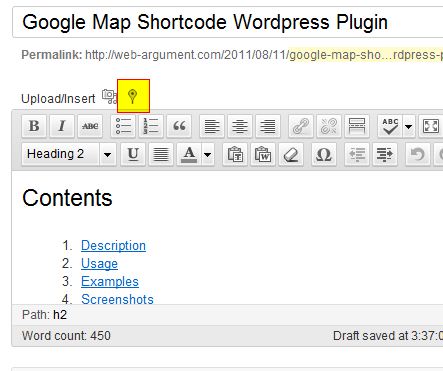 Google Map Shortcode Wordpress Plugin
Permalink: http://web-argument.com/2011/08/11/google-map-sho…rdpress-p
Upload/Insert
B I ABC ABC
Heading 2 U A T W Ω
Contents
1. Description
2. Usage
3. Examples
4. Screenshots
Path: h2
Word count: 450 Draft saved at 3:37:0